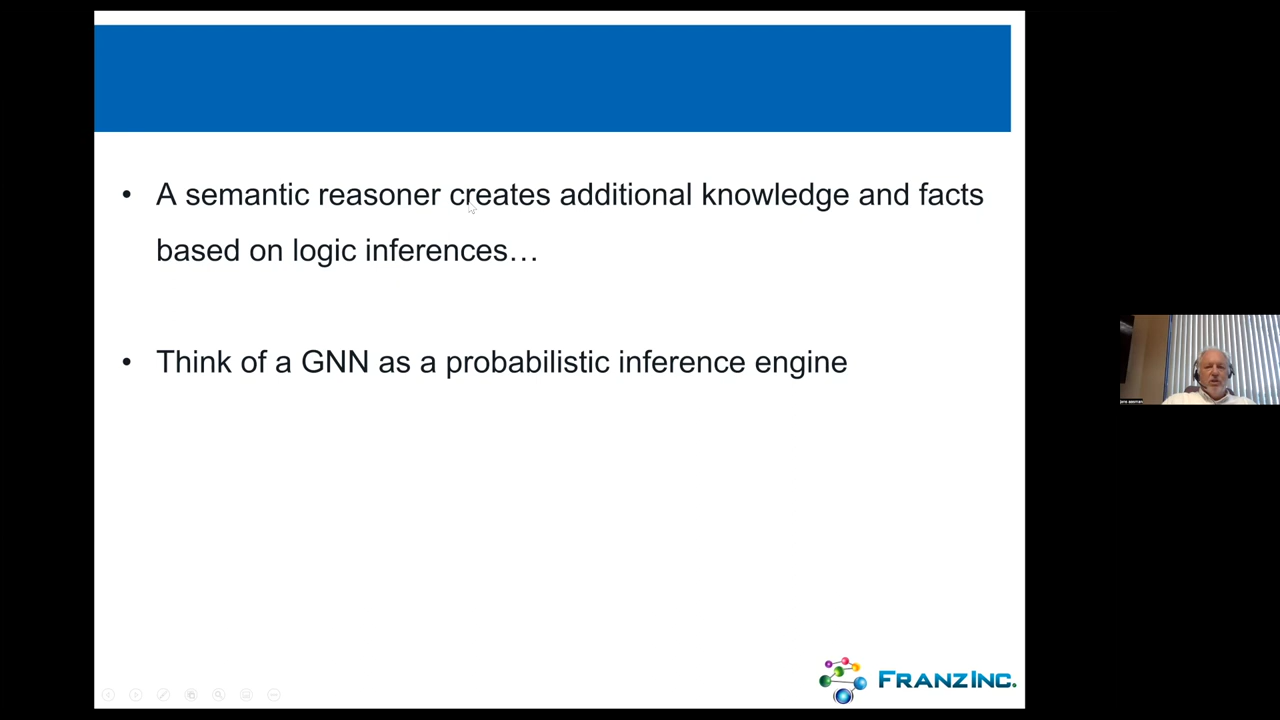 • A semantic reasoner creates additional knowledge and facts
based on logic inferences…
• Think of a GNN as a probabilistic inference engine
FRANZINC.